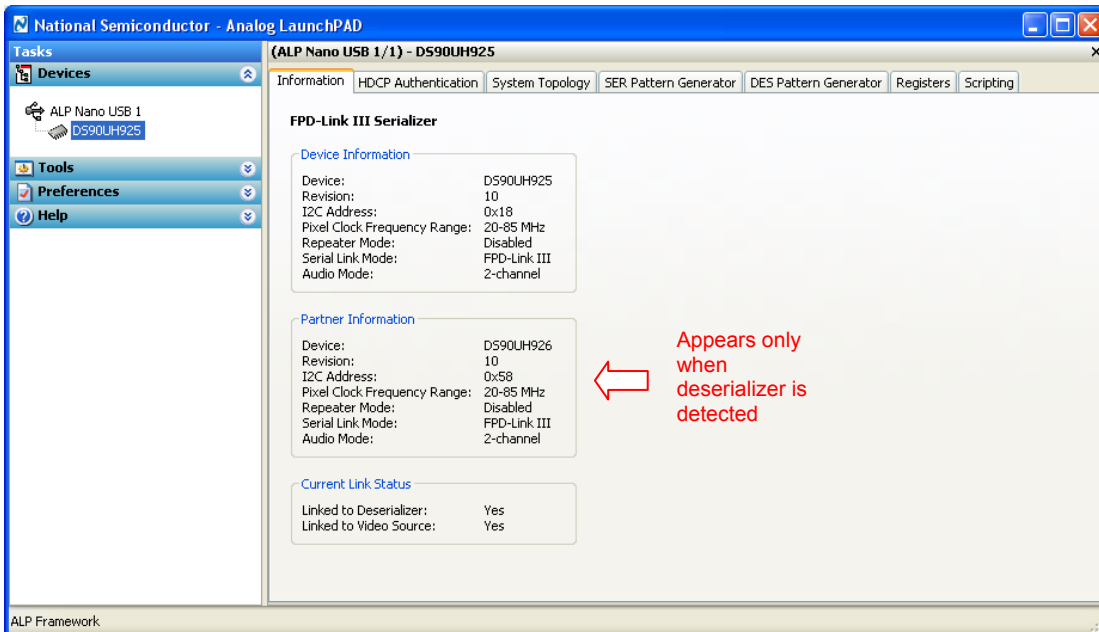 National Semiconductor - Analog LaunchPAD
Tasks
Devices
ALP Nano USB 1
DS90UH925
Tools
Preferences
Help
(ALP Nano USB 1/1) - DS90UH925
Information HDCP Authentication System Topology SER Pattern Generator DES Pattern Generator Registers Scripting
FPD-Link III Serializer
Device Information
Device: DS90UH925
Revision: 10
I2C Address: 0x18
Pixel Clock Frequency Range: 20-85 MHz
Repeater Mode: Disabled
Serial Link Mode: FPD-Link III
Audio Mode: 2-channel
Partner Information
Device: DS90UH926
Revision: 10
I2C Address: 0x58
Pixel Clock Frequency Range: 20-85 MHz
Repeater Mode: Disabled
Serial Link Mode: FPD-Link III
Audio Mode: 2-channel
Appears only
when
deserializer is
detected
Current Link Status
Linked to Deserializer: Yes
Linked to Video Source: Yes
ALP Framework